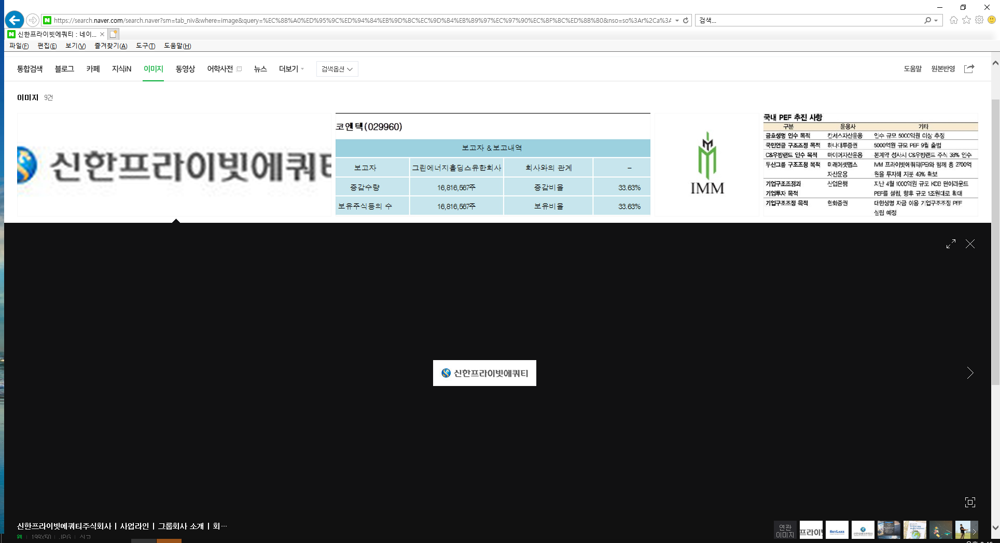 https://search.naver.com/search.naver?sm=tab_niv&where=image&query=%EC%8B%A0%ED%95%9C%ED%94%84%EB%9D%BC%EC%9D%B4%EB%B9%97%EC%97%90%EC%BF%BC%ED%8B%B0&nso=so%3Ar%2Ca%3A
검색...
신한프라이빗에쿼티 : 네이...
파일(F) 편집(E) 보기(V) 즐겨찾기(A) 도구(T) 도움말(H)
통합검색 블로그 카페 지식iN 이미지 동영상 어학사전 뉴스 더보기 검색옵션 도움말 원본반영
이미지 9건
신한프라이빗에쿼티
코엔텍(029960)
보고자 & 보고내역
보고자 그린에너지홀딩스유한회사 회사와의 관계 –
증감수량 16,816,567주 증감비율 33.63%
보유주식등의 수 16,816,567주 보유비율 33.63%
IMM
국내 PEF 추진 사항
구분 운용사 기타
금호생명 인수 목적 칸서스자산운용 인수 규모 5000억원 이상 추정
국민연금 구조조정 목적 하나대투증권 5000억원 규모 PEF 9월 출범
C&우방랜드 인수 목적 마이어자산운용 본계약 성사시 C&우방랜드 주식 38% 인수
두산그룹 구조조정 목적 미래에셋맵스 IMM 프라이빗에쿼티(PE)와 함께 총 2700억
자산운용 원을 투자해 지분 49% 확보
기업구조조정과 산업은행 지난 4월 1000억원 규모 KDB 턴어라운드
기업투자 목적 PEF를 설립, 향후 규모 1조원대로 확대
기업구조조정 목적 한화증권 대한생명 자금 이용 기업구조조정 PEF
설립 예정
신한프라이빗에쿼티
신한프라이빗에쿼티주식회사 | 사업라인 | 그룹회사 소개 | 회…
웹 | 199X50 | JPG | 신고
연관
이미지
프라이빗
SKYLAKE
신한금융지주회사